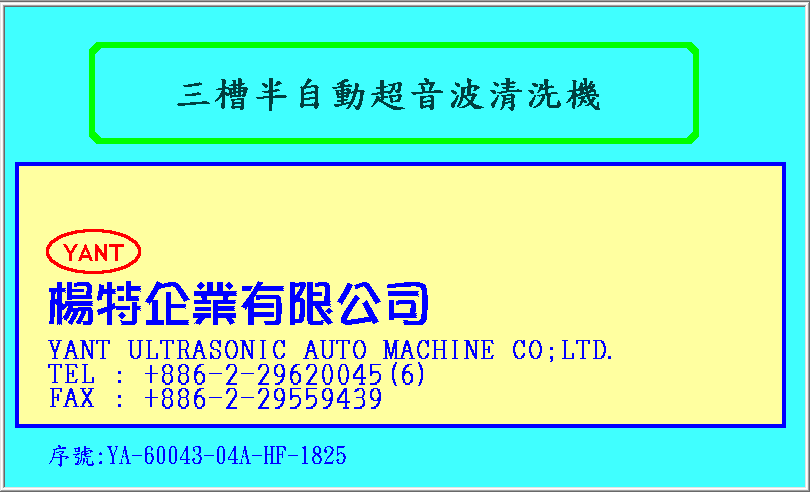 三槽半自動超音波清洗機
YANT
楊特企業有限公司
YANT ULTRASONIC AUTO MACHINE CO;LTD.
TEL : +886-2-29620045(6)
FAX : +886-2-29559439
序號:YA-60043-04A-HF-1825